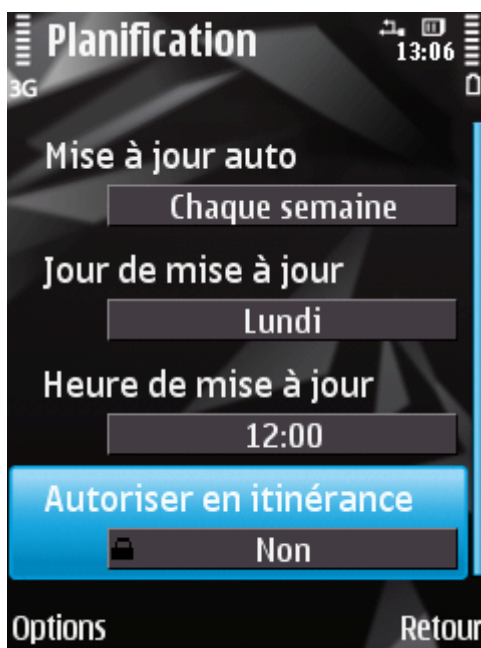 Planification
13:06
3G
Mise à jour auto
Chaque semaine
Jour de mise à jour
Lundi
Heure de mise à jour
12:00
Autoriser en itinérance
Non
Options Retour